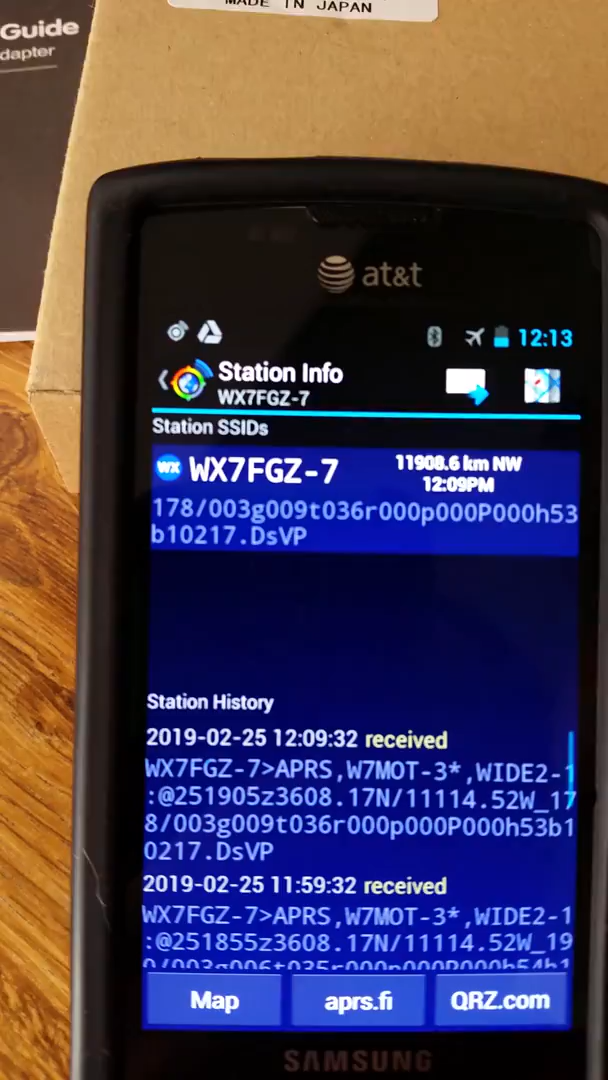 MADE IN JAPAN
Guide
dapter
at&t
12:13
Station Info
WX7FGZ-7
Station SSIDs
WX WX7FGZ-7
11908.6 km NW
12:09PM
178/003g009t036r000p000P000h53
b10217.DsVP
Station History
2019-02-25 12:09:32 received
WX7FGZ-7>APRS,W7MOT-3*,WIDE2-1
:@251905z3608.17N/11114.52W_17
8/003g009t036r000p000P000h53b1
0217.DsVP
2019-02-25 11:59:32 received
WX7FGZ-7>APRS,W7MOT-3*,WIDE2-1
:@251855z3608.17N/11114.52W_19
0/003g006t035r000p000P000h54b1
Map
aprs.fi
QRZ.com
SAMSUNG